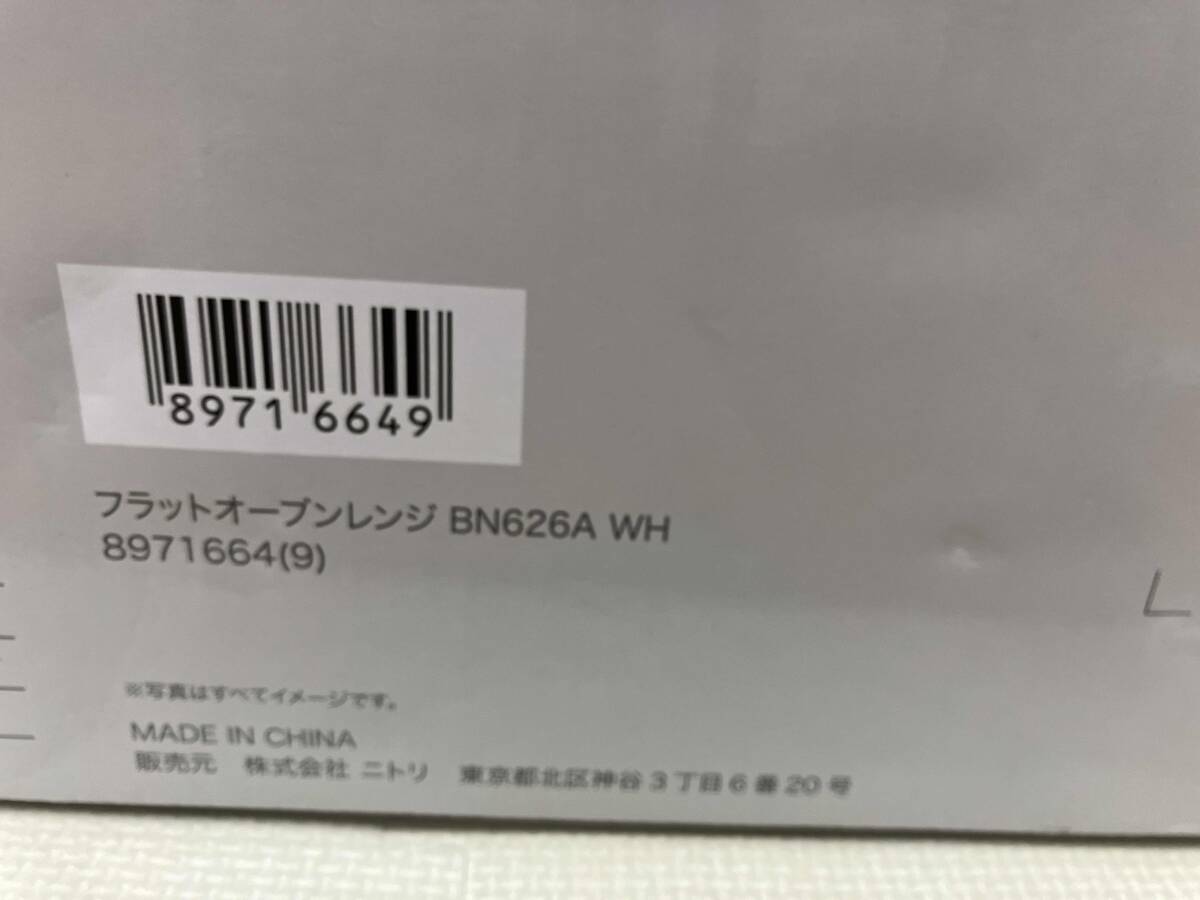 89716649
フラットオーブンレンジ BN626A WH
8971664(9)
※写真はすべてイメージです。
MADE IN CHINA
販売元 株式会社 ニトリ 東京都北区神谷3丁目6番20号